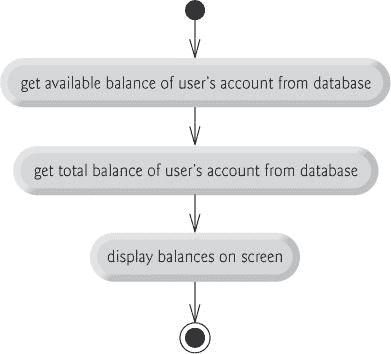 get available balance of user's account from database
get total balance of user's account from database
display balances on screen